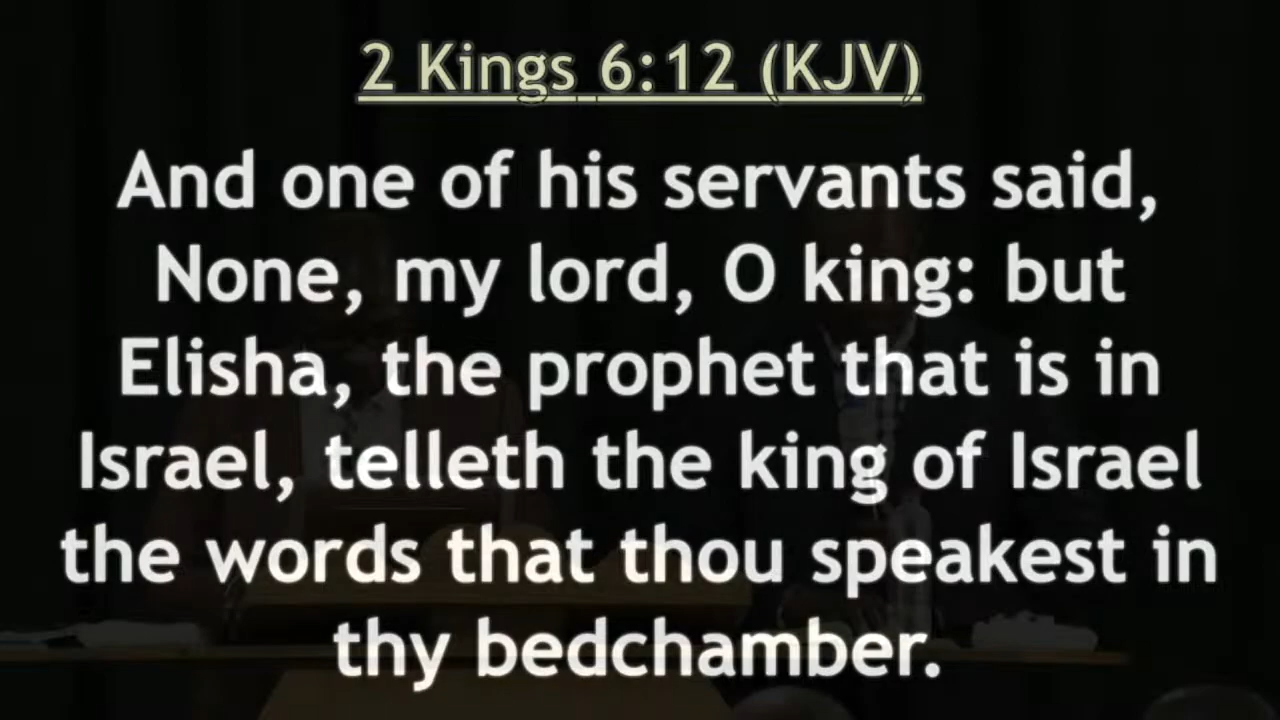 2 Kings 6:12 (KJV)
And one of his servants said,
None, my lord, O king: but
Elisha, the prophet that is in
Israel, telleth the king of Israel
the words that thou speakest in
thy bedchamber.